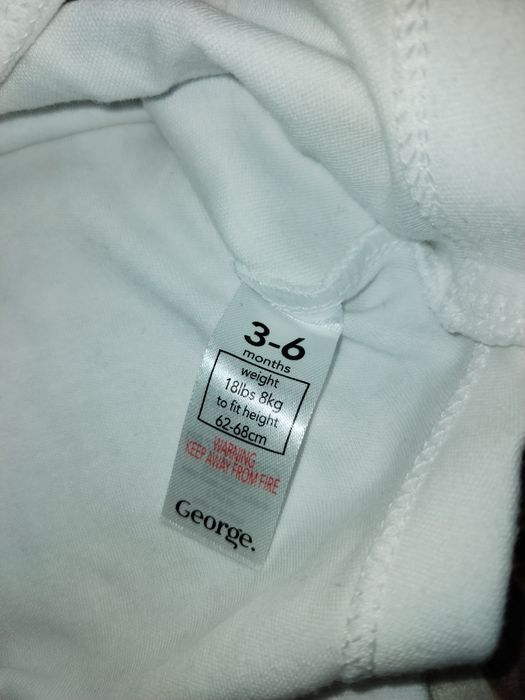 3-6
months
weight
18lbs 8kg
to fit height
62-68cm
WARNING
KEEP AWAY FROM FIRE
George.